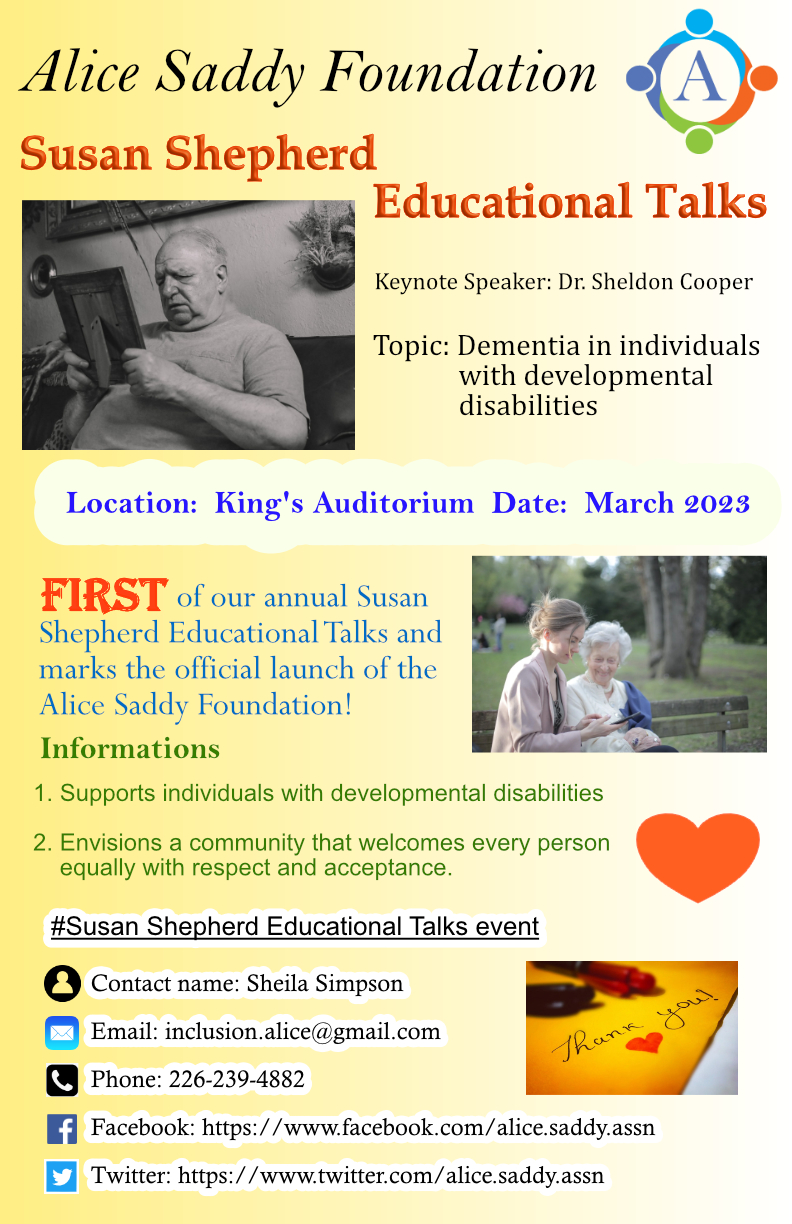 Alice Saddy Foundation
A
Susan Shepherd
Educational Talks
Keynote Speaker: Dr. Sheldon Cooper
Topic: Dementia in individuals
with developmental
disabilities
Location: King's Auditorium Date: March 2023
FIRST of our annual Susan
Shepherd Educational Talks and
marks the official launch of the
Alice Saddy Foundation!
Informations
1. Supports individuals with developmental disabilities
2. Envisions a community that welcomes every person
equally with respect and acceptance.
#Susan Shepherd Educational Talks event
Contact name: Sheila Simpson
Email: inclusion.alice@gmail.com
Thank you!
Phone: 226-239-4882
Facebook: https://www.facebook.com/alice.saddy.assn
Twitter: https://www.twitter.com/alice.saddy.assn